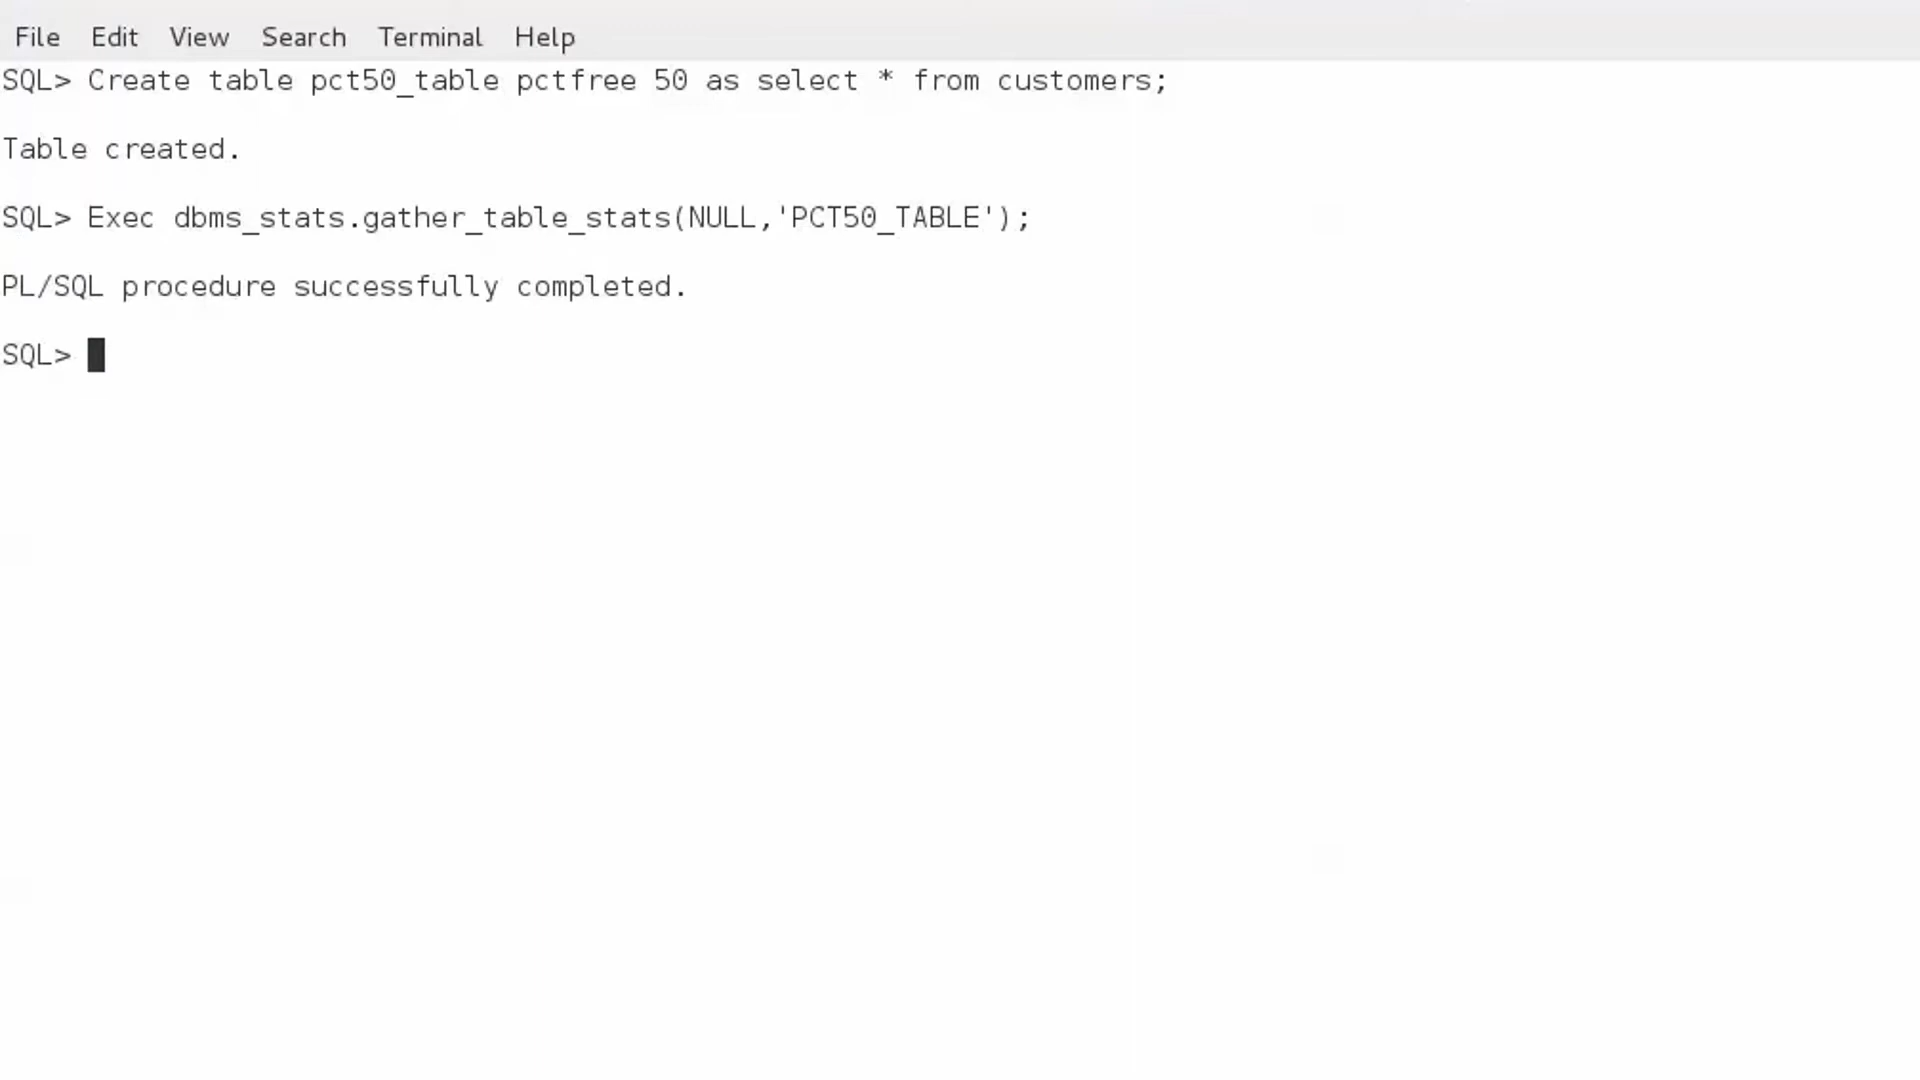 File Edit View Search Terminal Help
SQL> Create table pct50_table pctfree 50 as select * from customers;
Table created.
SQL> Exec dbms_stats.gather_table_stats(NULL,'PCT50_TABLE');
PL/SQL procedure successfully completed.
SQL>